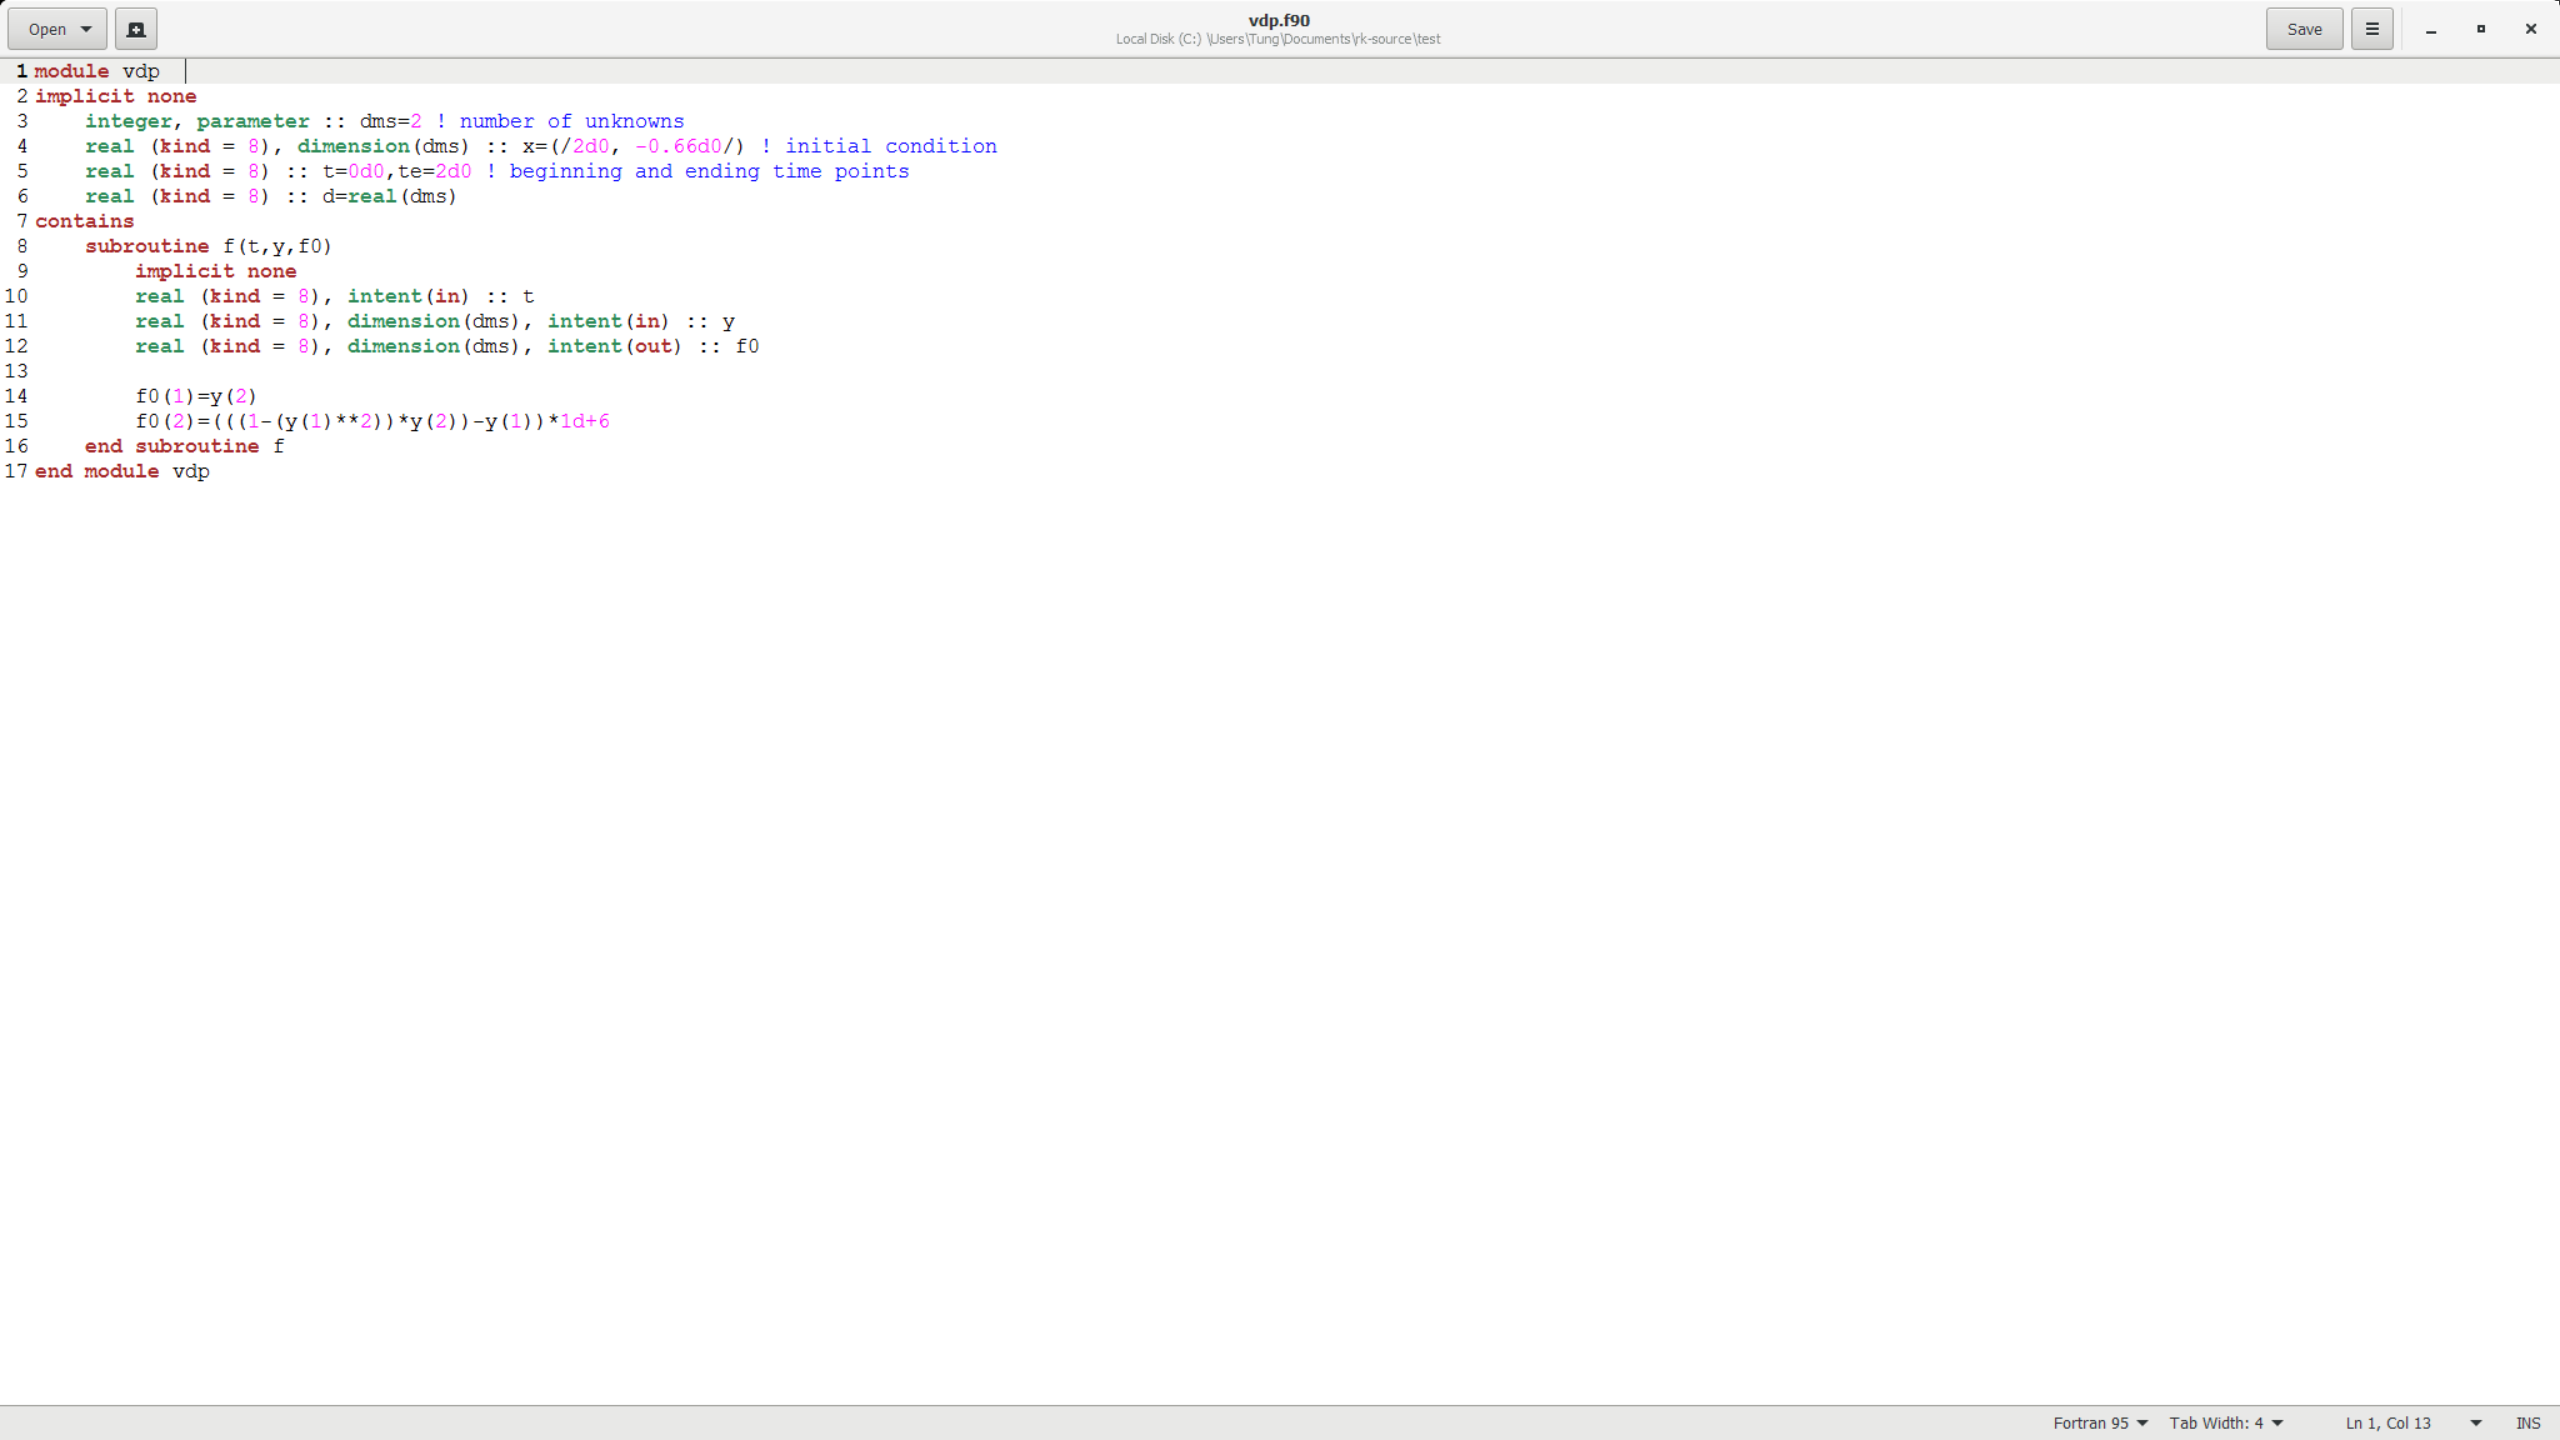 Open
vdp.f90
Local Disk (C:) \Users\Tung\Documents\rk-source\test
Save
1 module vdp
2 implicit none
3     integer, parameter :: dms=2 ! number of unknowns
4     real (kind = 8), dimension(dms) :: x=(/2d0, -0.66d0/) ! initial condition
5     real (kind = 8) :: t=0d0,te=2d0 ! beginning and ending time points
6     real (kind = 8) :: d=real(dms)
7 contains
8     subroutine f(t,y,f0)
9         implicit none
10         real (kind = 8), intent(in) :: t
11         real (kind = 8), dimension(dms), intent(in) :: y
12         real (kind = 8), dimension(dms), intent(out) :: f0
13
14         f0(1)=y(2)
15         f0(2)=(((1-(y(1)**2))*y(2))-y(1))*1d+6
16     end subroutine f
17 end module vdp
Fortran 95 Tab Width: 4 Ln 1, Col 13 INS